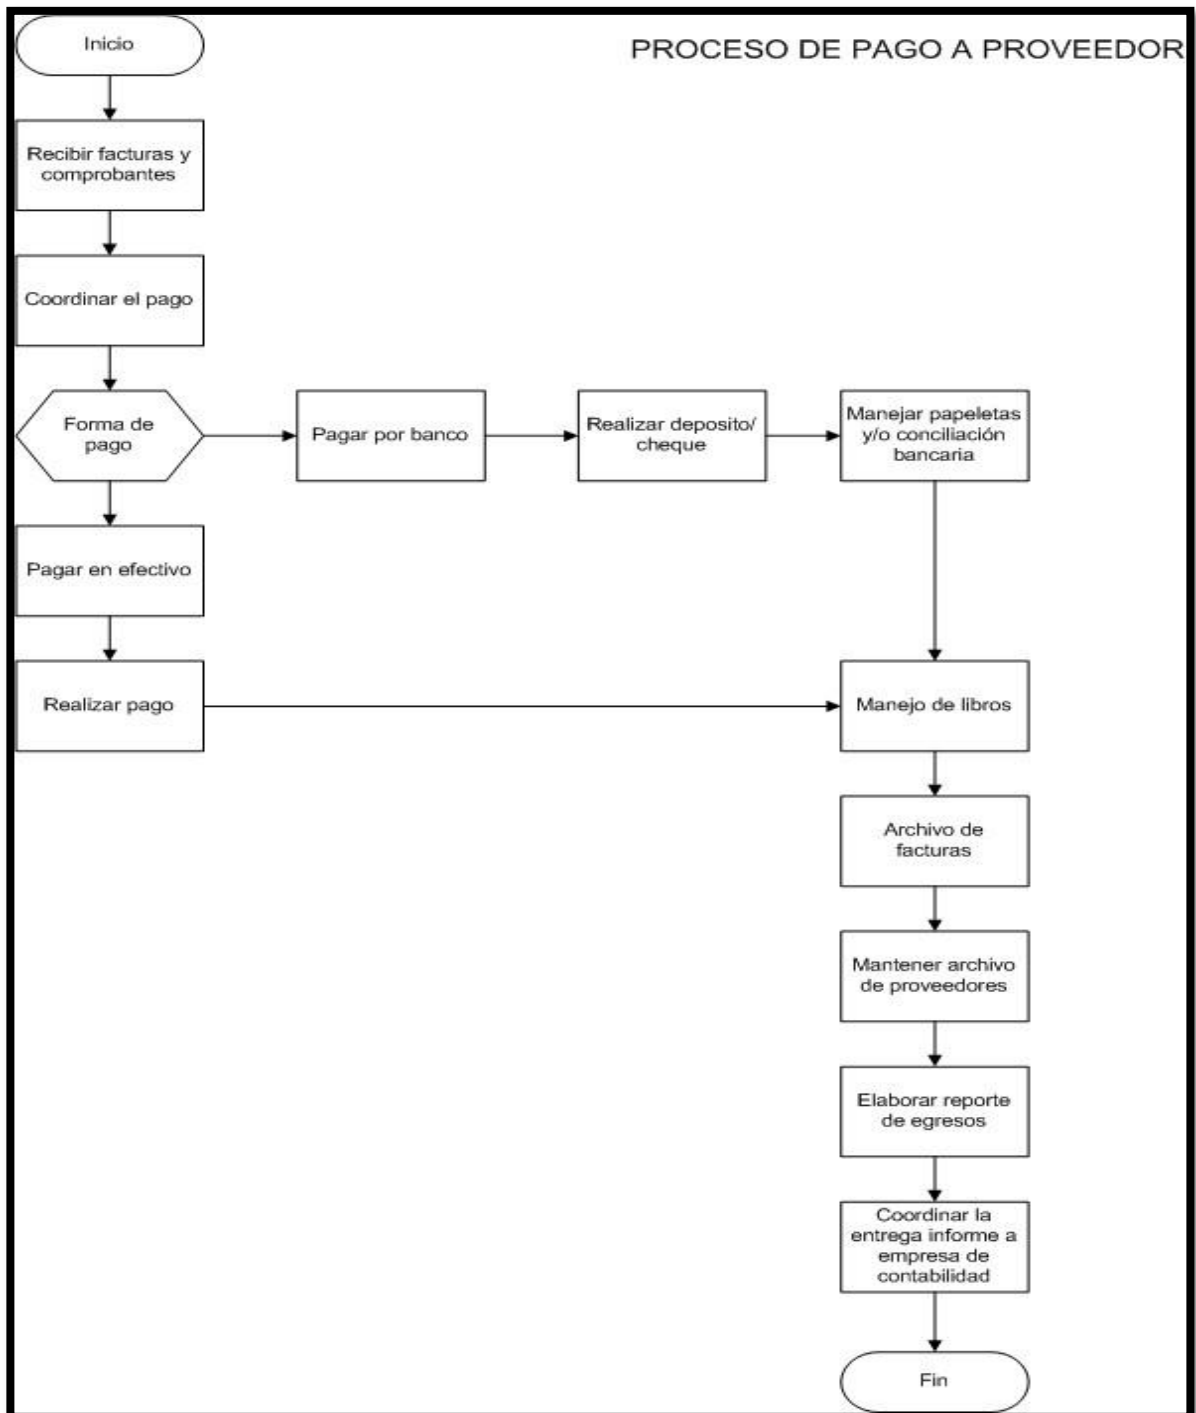 Inicio
PROCESO DE PAGO A PROVEEDOR
Recibir facturas y
comprobantes
Coordinar el pago
Forma de
pago
Pagar por banco
Realizar deposito/
cheque
Manejar papeletas
y/o conciliación
bancaria
Pagar en efectivo
Realizar pago
Manejo de libros
Archivo de
facturas
Mantener archivo
de proveedores
Elaborar reporte
de egresos
Coordinar la
entrega informe a
empresa de
contabilidad
Fin